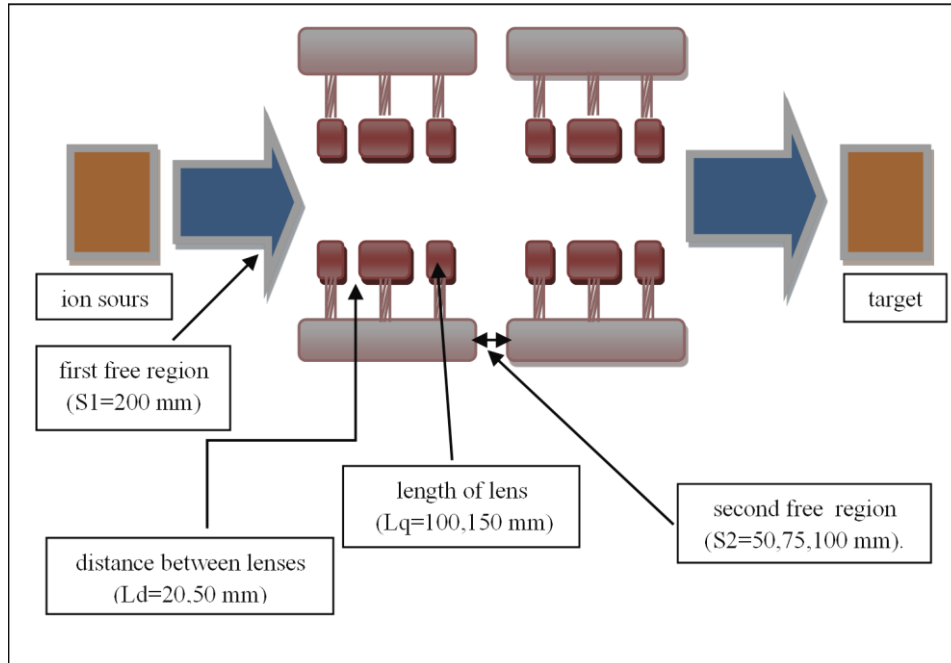 ion sours
target
first free region
(S1=200 mm)
length of lens
(Lq=100,150 mm)
second free region
(S2=50,75,100 mm).
distance between lenses
(Ld=20,50 mm)